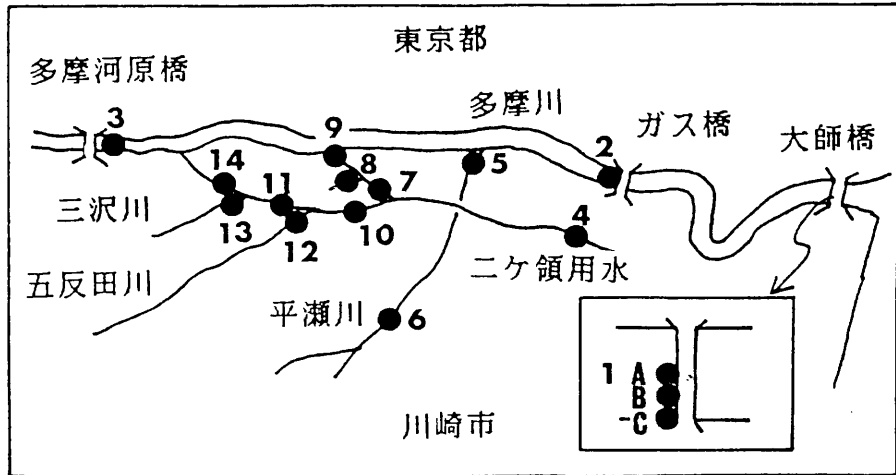 東京都
多摩河原橋
多摩川
ガス橋
大師橋
3
9
8
7
5
2
14
11
三沢川
13
12
10
4
五反田川
二ケ領用水
平瀬川
6
1 A
B
C
川崎市